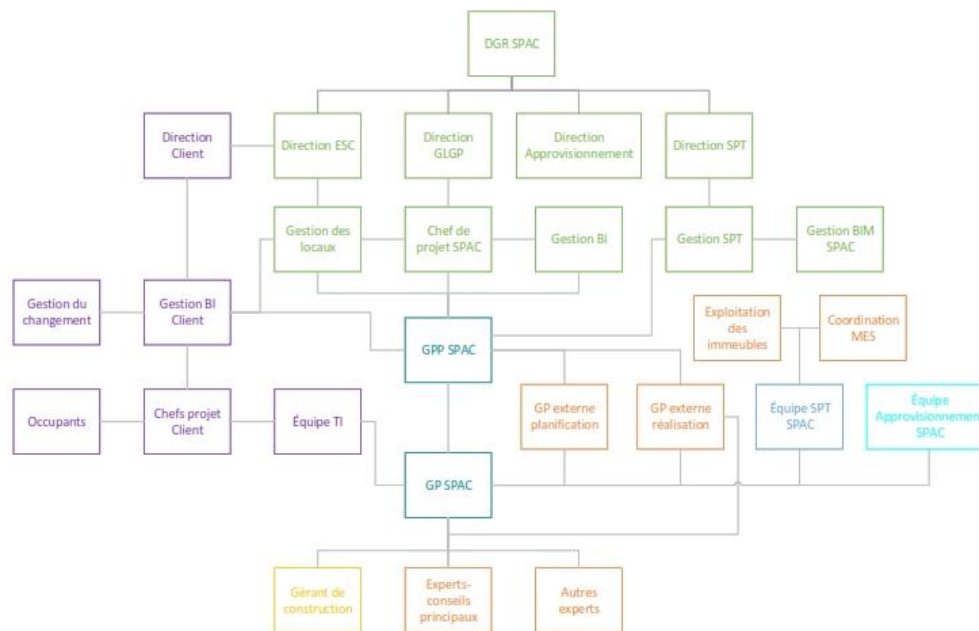 DGR SPAC
Direction
Client
Direction ESC
Direction
GLGP
Direction
Approvisionnement
Direction SPT
Gestion des
locaux
Chef de
projet SPAC
Gestion BI
Gestion SPT
Gestion BIM
SPAC
Gestion du
changement
Gestion BI
Client
GPP SPAC
Exploitation
des
immeubles
Coordination
MES
Occupants
Chefs projet
Client
Équipe TI
GP externe
planification
GP externe
réalisation
Équipe SPT
SPAC
Équipe
Approvisionnement
SPAC
GP SPAC
Gérant de
construction
Experts-
conseils
principaux
Autres
experts